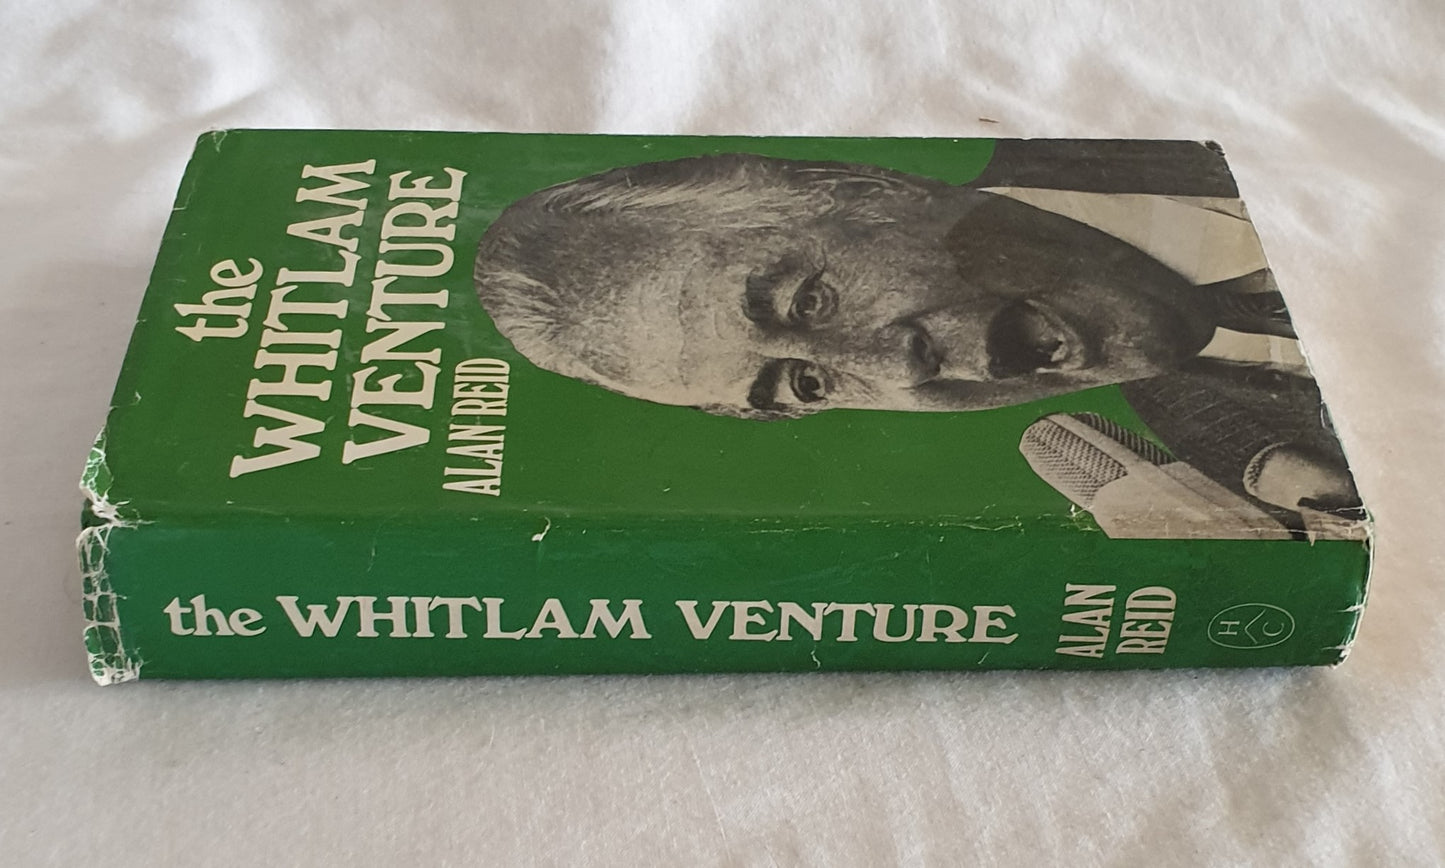 the
WHITLAM
VENTURE
ALAN REID
the WHITLAM VENTURE
ALAN
REID
H C